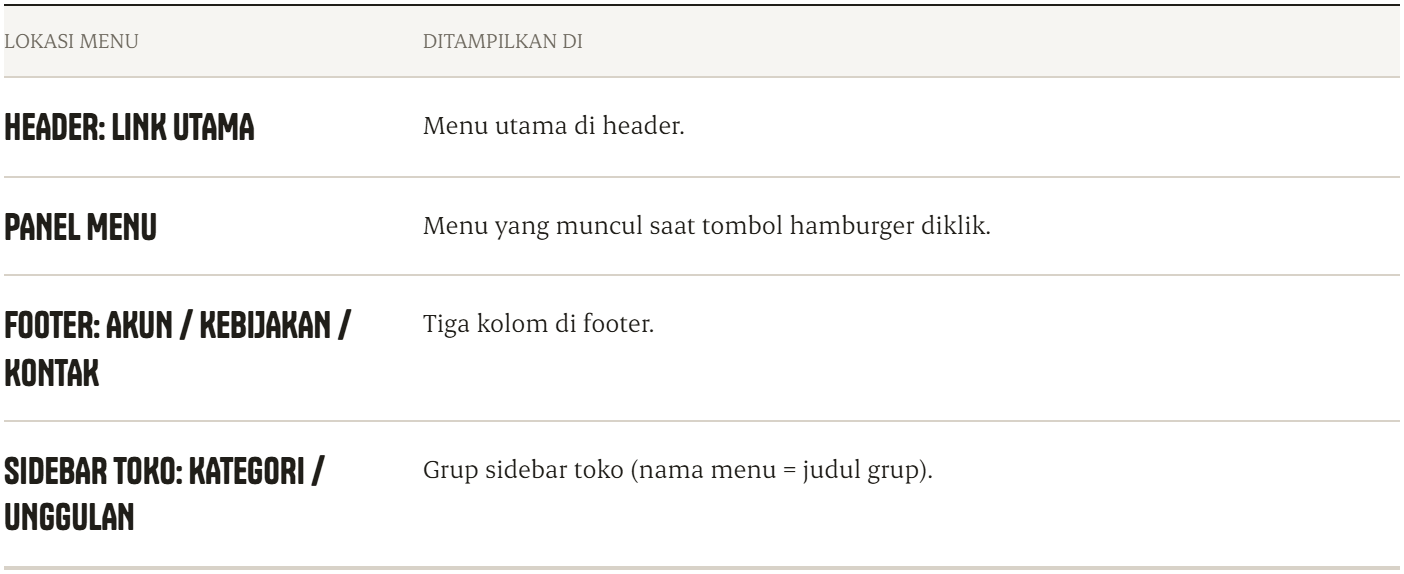 LOKASI MENU DITAMPILKAN DI
HEADER: LINK UTAMA Menu utama di header.
PANEL MENU Menu yang muncul saat tombol hamburger diklik.
FOOTER: AKUN / KEBIJAKAN / Tiga kolom di footer.
KONTAK
SIDEBAR TOKO: KATEGORI / Grup sidebar toko (nama menu = judul grup).
UNGGULAN